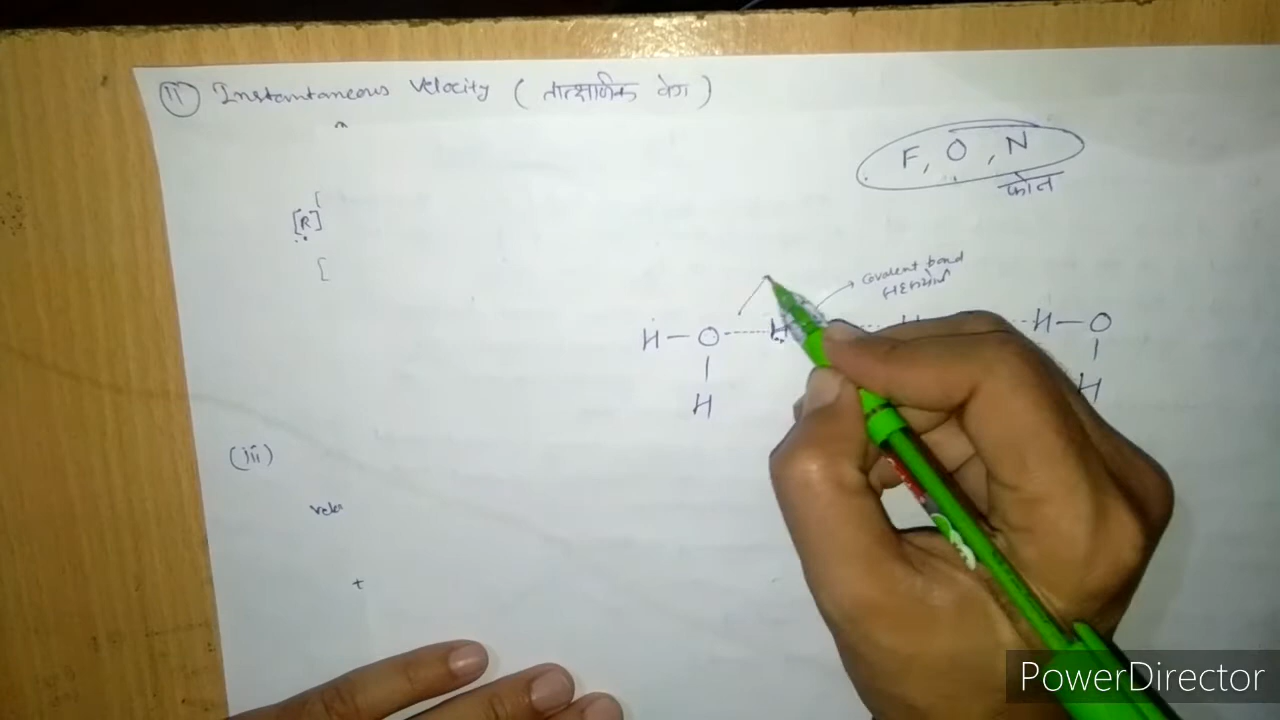 ii Instantaneous Velocity ( तात्क्षणिक वेग )
F, O, N
फोन
[R]
Covalent bond
H — O ---- H
H — O
H
H
(iii)
PowerDirector